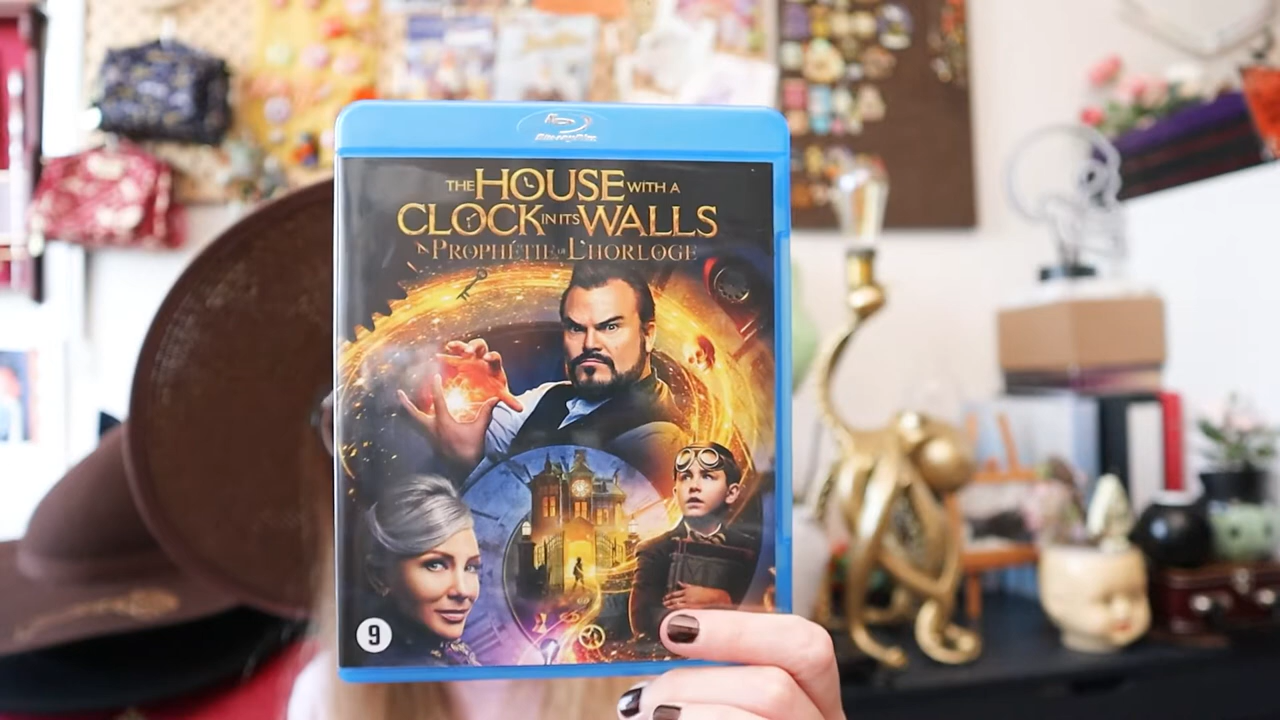 Blu-ray Disc
THE HOUSE WITH A
CLOCK IN ITS WALLS
LA PROPHÉTIE DE L'HORLOGE
9